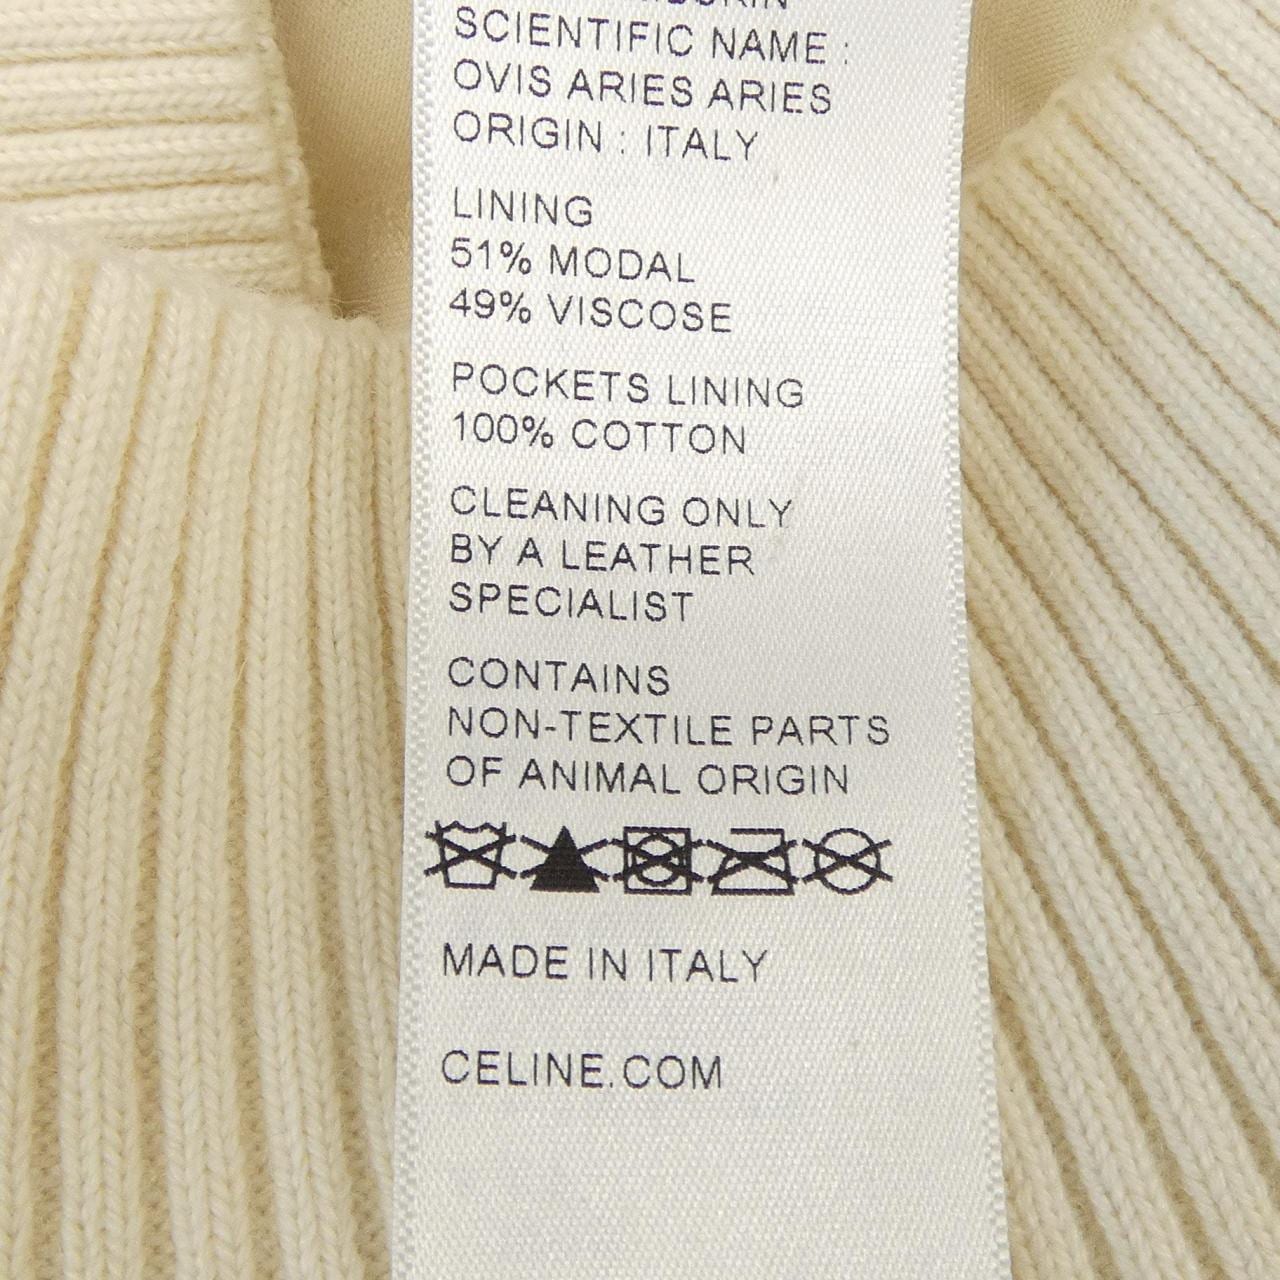 SCIENTIFIC NAME :
OVIS ARIES ARIES
ORIGIN : ITALY
LINING
51% MODAL
49% VISCOSE
POCKETS LINING
100% COTTON
CLEANING ONLY
BY A LEATHER
SPECIALIST
CONTAINS
NON-TEXTILE PARTS
OF ANIMAL ORIGIN
MADE IN ITALY
CELINE.COM